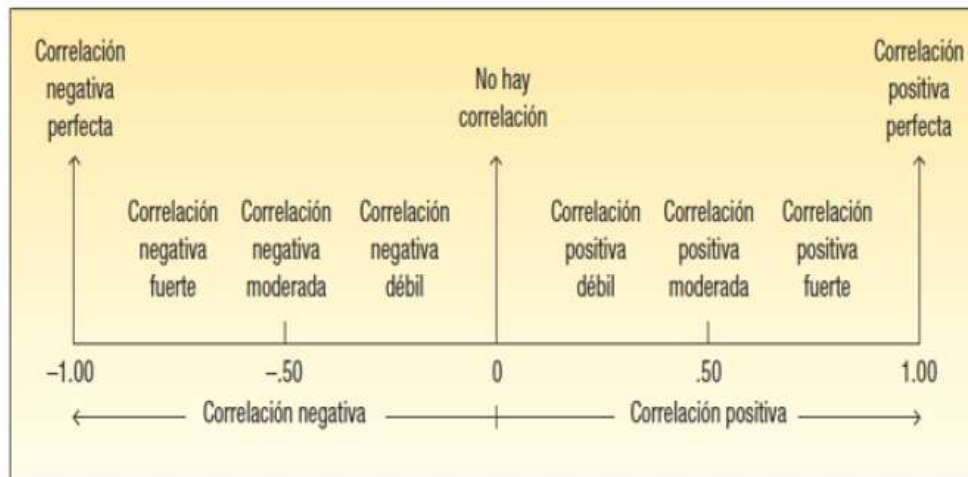 Correlación
negativa
perfecta
No hay
correlación
Correlación
positiva
perfecta
Correlación
negativa
fuerte
Correlación
negativa
moderada
Correlación
negativa
débil
Correlación
positiva
débil
Correlación
positiva
moderada
Correlación
positiva
fuerte
–1.00
–.50
0
.50
1.00
Correlación negativa
Correlación positiva